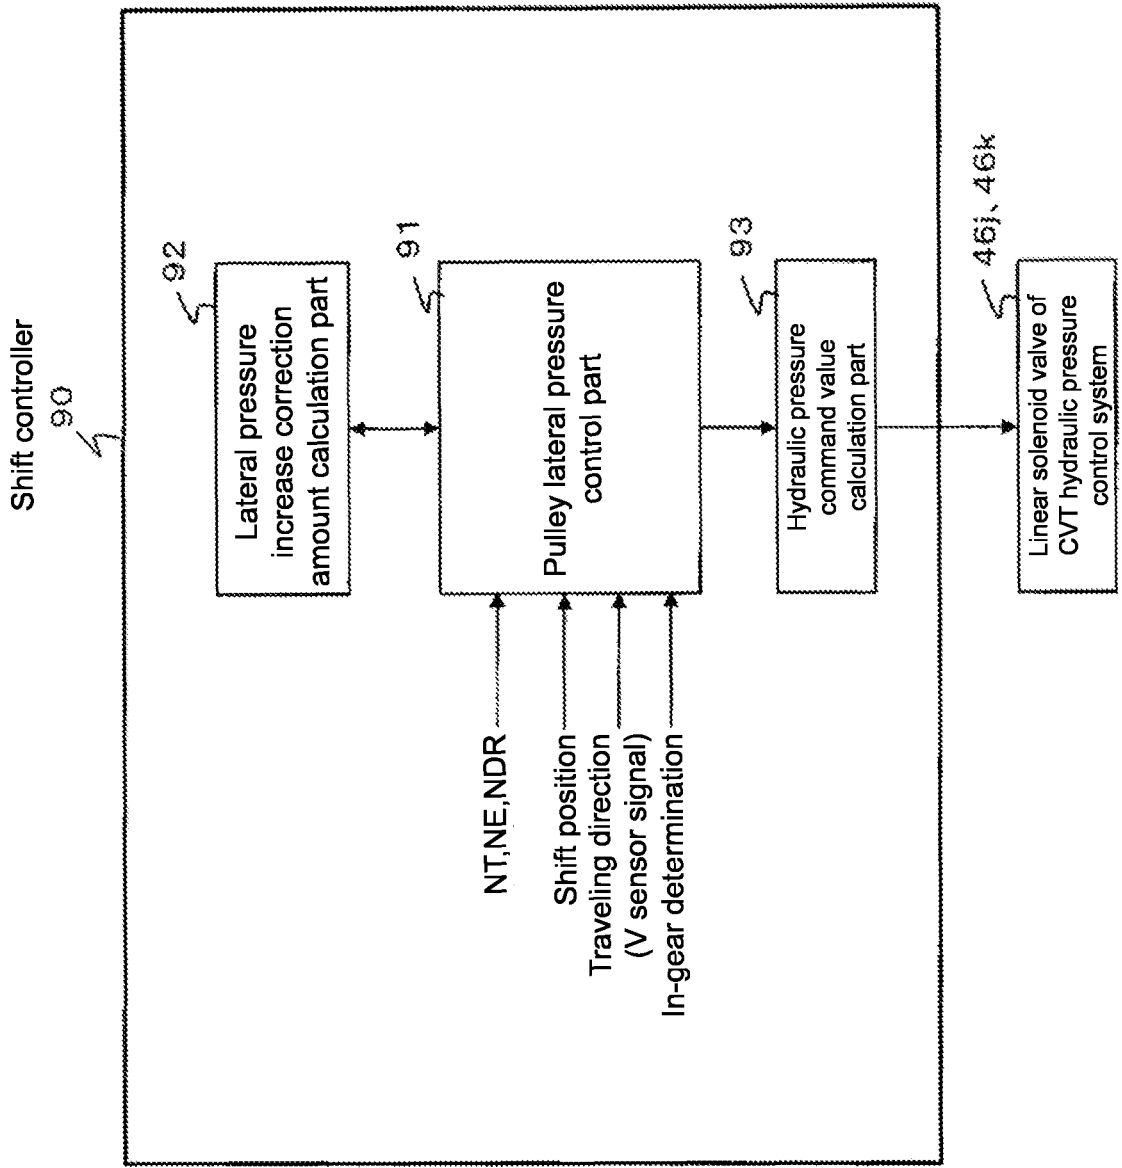 Shift controller
90
92
Lateral pressure
increase correction
amount calculation part
91
Pulley lateral pressure
control part
NT,NE,NDR
Shift position
Traveling direction
(V sensor signal)
In-gear determination
93
Hydraulic pressure
command value
calculation part
46j、46k
Linear solenoid valve of
CVT hydraulic pressure
control system